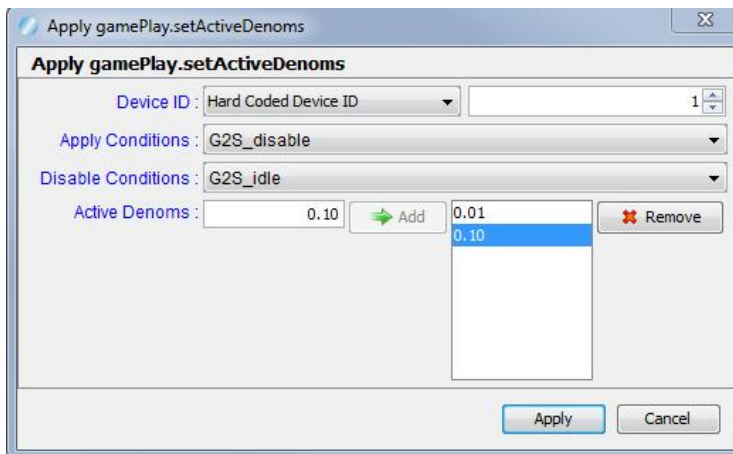 Apply gamePlay.setActiveDenoms
Apply gamePlay.setActiveDenoms
Device ID : Hard Coded Device ID 1
Apply Conditions : G2S_disable
Disable Conditions : G2S_idle
Active Denoms : 0.10 Add 0.01 Remove
0.10
Apply Cancel